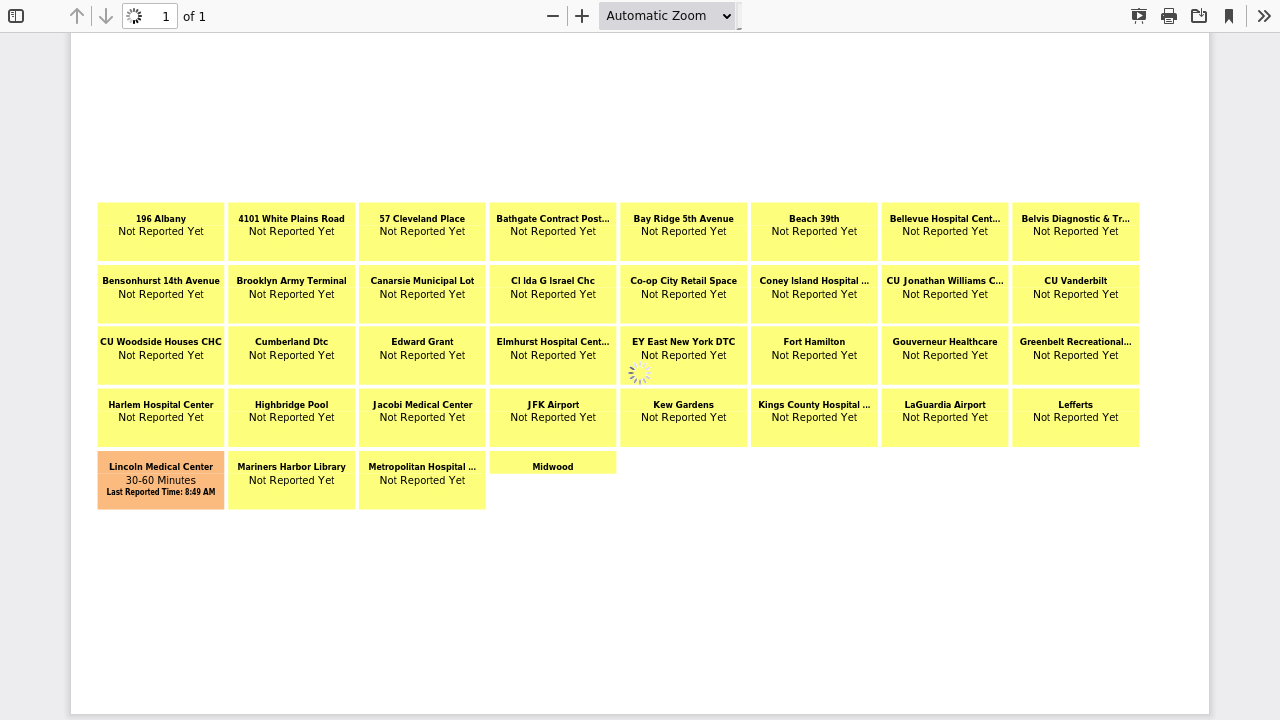 1 of 1 Automatic Zoom
196 Albany
Not Reported Yet
4101 White Plains Road
Not Reported Yet
57 Cleveland Place
Not Reported Yet
Bathgate Contract Post...
Not Reported Yet
Bay Ridge 5th Avenue
Not Reported Yet
Beach 39th
Not Reported Yet
Bellevue Hospital Cent...
Not Reported Yet
Belvis Diagnostic & Tr...
Not Reported Yet
Bensonhurst 14th Avenue
Not Reported Yet
Brooklyn Army Terminal
Not Reported Yet
Canarsie Municipal Lot
Not Reported Yet
CI Ida G Israel Chc
Not Reported Yet
Co-op City Retail Space
Not Reported Yet
Coney Island Hospital ...
Not Reported Yet
CU Jonathan Williams C...
Not Reported Yet
CU Vanderbilt
Not Reported Yet
CU Woodside Houses CHC
Not Reported Yet
Cumberland Dtc
Not Reported Yet
Edward Grant
Not Reported Yet
Elmhurst Hospital Cent...
Not Reported Yet
EY East New York DTC
Not Reported Yet
Fort Hamilton
Not Reported Yet
Gouverneur Healthcare
Not Reported Yet
Greenbelt Recreational...
Not Reported Yet
Harlem Hospital Center
Not Reported Yet
Highbridge Pool
Not Reported Yet
Jacobi Medical Center
Not Reported Yet
JFK Airport
Not Reported Yet
Kew Gardens
Not Reported Yet
Kings County Hospital ...
Not Reported Yet
LaGuardia Airport
Not Reported Yet
Lefferts
Not Reported Yet
Lincoln Medical Center
30-60 Minutes
Last Reported Time: 8:49 AM
Mariners Harbor Library
Not Reported Yet
Metropolitan Hospital ...
Not Reported Yet
Midwood